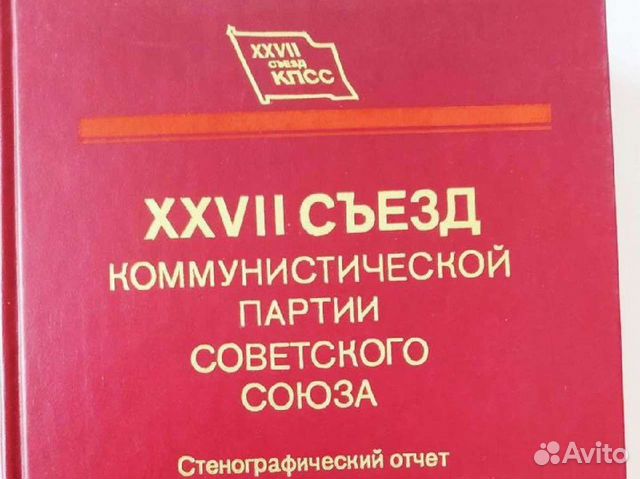 XXVII
съезд
КПСС
XXVII СЪЕЗД
КОММУНИСТИЧЕСКОЙ
ПАРТИИ
СОВЕТСКОГО
СОЮЗА
Стенографический отчет
Avito